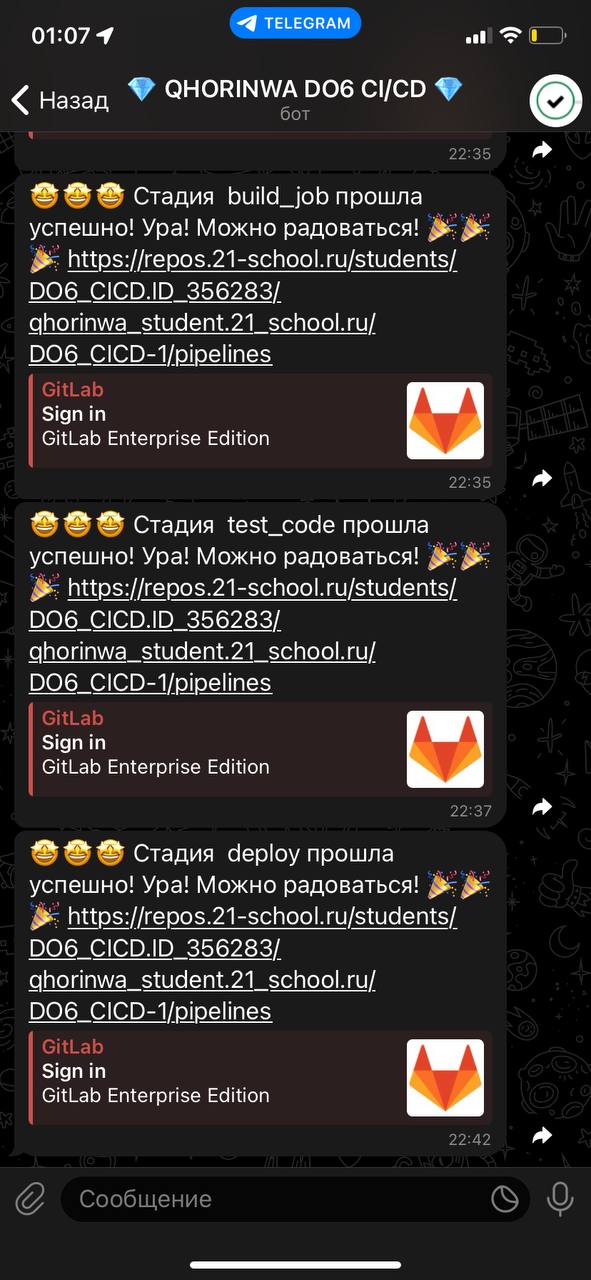 01:07
TELEGRAM
Назад
💎 QHORINWA DO6 CI/CD 💎
бот
22:35
🤩🤩🤩 Стадия  build_job прошла
успешно! Ура! Можно радоваться! 🎉🎉
🎉 https://repos.21-school.ru/students/
DO6_CICD.ID_356283/
qhorinwa_student.21_school.ru/
DO6_CICD-1/pipelines
GitLab
Sign in
GitLab Enterprise Edition
22:35
🤩🤩🤩 Стадия  test_code прошла
успешно! Ура! Можно радоваться! 🎉🎉
🎉 https://repos.21-school.ru/students/
DO6_CICD.ID_356283/
qhorinwa_student.21_school.ru/
DO6_CICD-1/pipelines
GitLab
Sign in
GitLab Enterprise Edition
22:37
🤩🤩🤩 Стадия  deploy прошла
успешно! Ура! Можно радоваться! 🎉🎉
🎉 https://repos.21-school.ru/students/
DO6_CICD.ID_356283/
qhorinwa_student.21_school.ru/
DO6_CICD-1/pipelines
GitLab
Sign in
GitLab Enterprise Edition
22:42
Сообщение